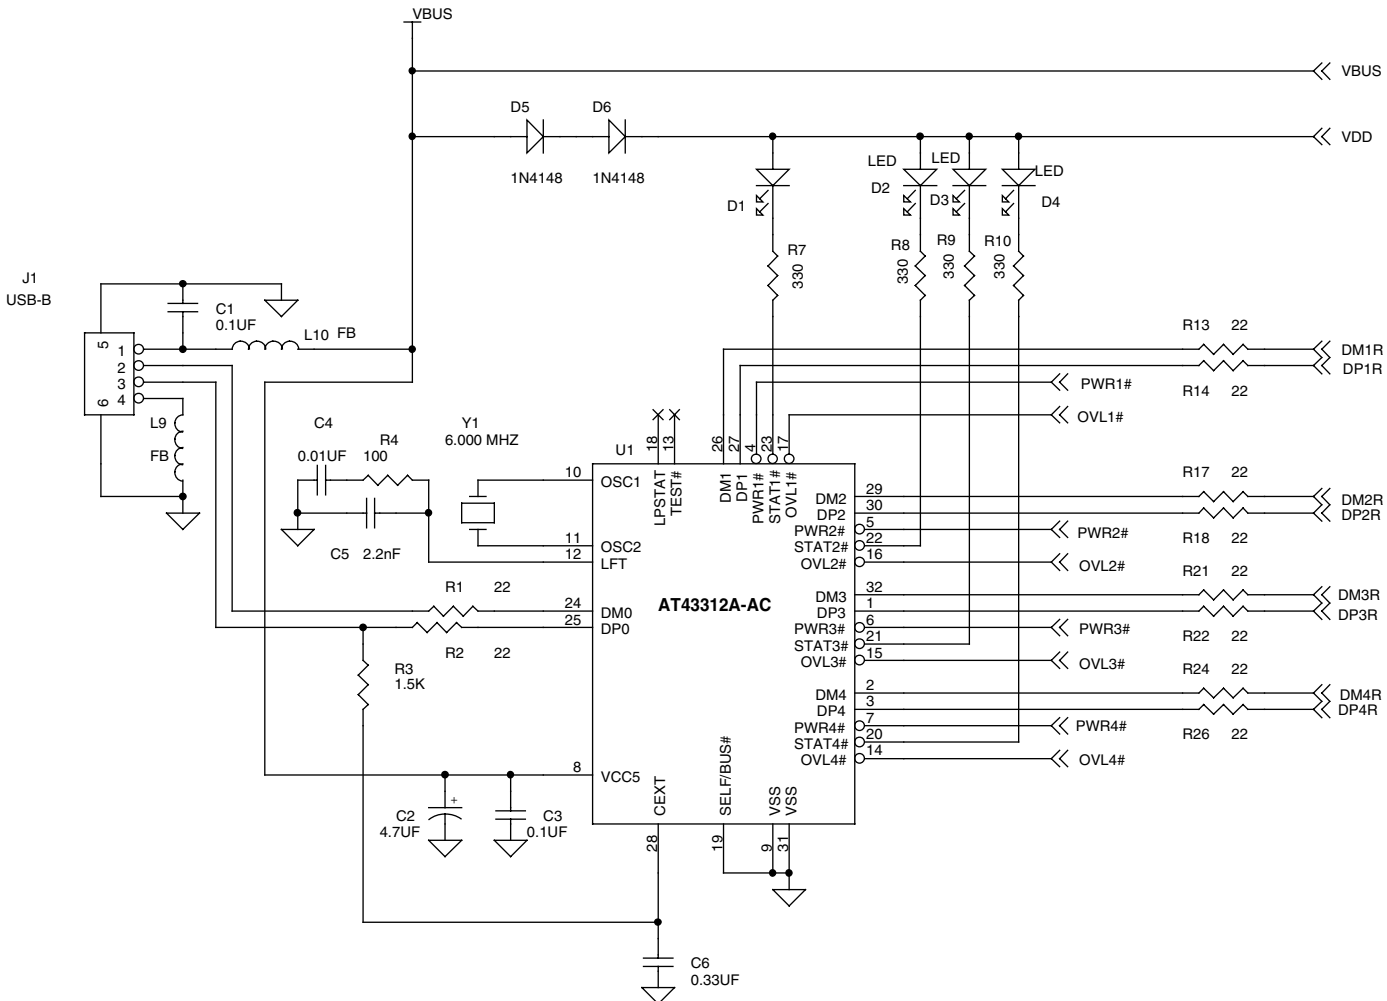 VBUS
VBUS
D5
D6
VDD
1N4148
1N4148
LED
LED
LED
D1
D2
D3
D4
R7
330
R8
330
R9
330
R10
330
J1
USB-B
C1
0.1UF
L10 FB
5
1
2
3
4
6
L9
FB
R13 22
DM1R
DP1R
R14 22
PWR1#
OVL1#
C4
0.01UF
R4
100
Y1
6.000 MHZ
C5 2.2nF
U1
18
13
26
27
4
23
17
LPSTAT
TEST#
DM1
DP1
PWR1#
STAT1#
OVL1#
10
OSC1
11
OSC2
12
LFT
R1 22
24
DM0
25
DP0
R2 22
R3
1.5K
AT43312A-AC
DM2
29
DP2
30
PWR2#
5
STAT2#
22
OVL2#
16
R17 22
DM2R
DP2R
R18 22
PWR2#
OVL2#
DM3
32
DP3
1
PWR3#
6
STAT3#
21
OVL3#
15
R21 22
DM3R
DP3R
R22 22
PWR3#
OVL3#
DM4
2
DP4
3
PWR4#
7
STAT4#
20
OVL4#
14
R24 22
DM4R
DP4R
R26 22
PWR4#
OVL4#
8
VCC5
CEXT
SELF/BUS#
VSS
VSS
28
19
9
31
C2
4.7UF
+
C3
0.1UF
C6
0.33UF